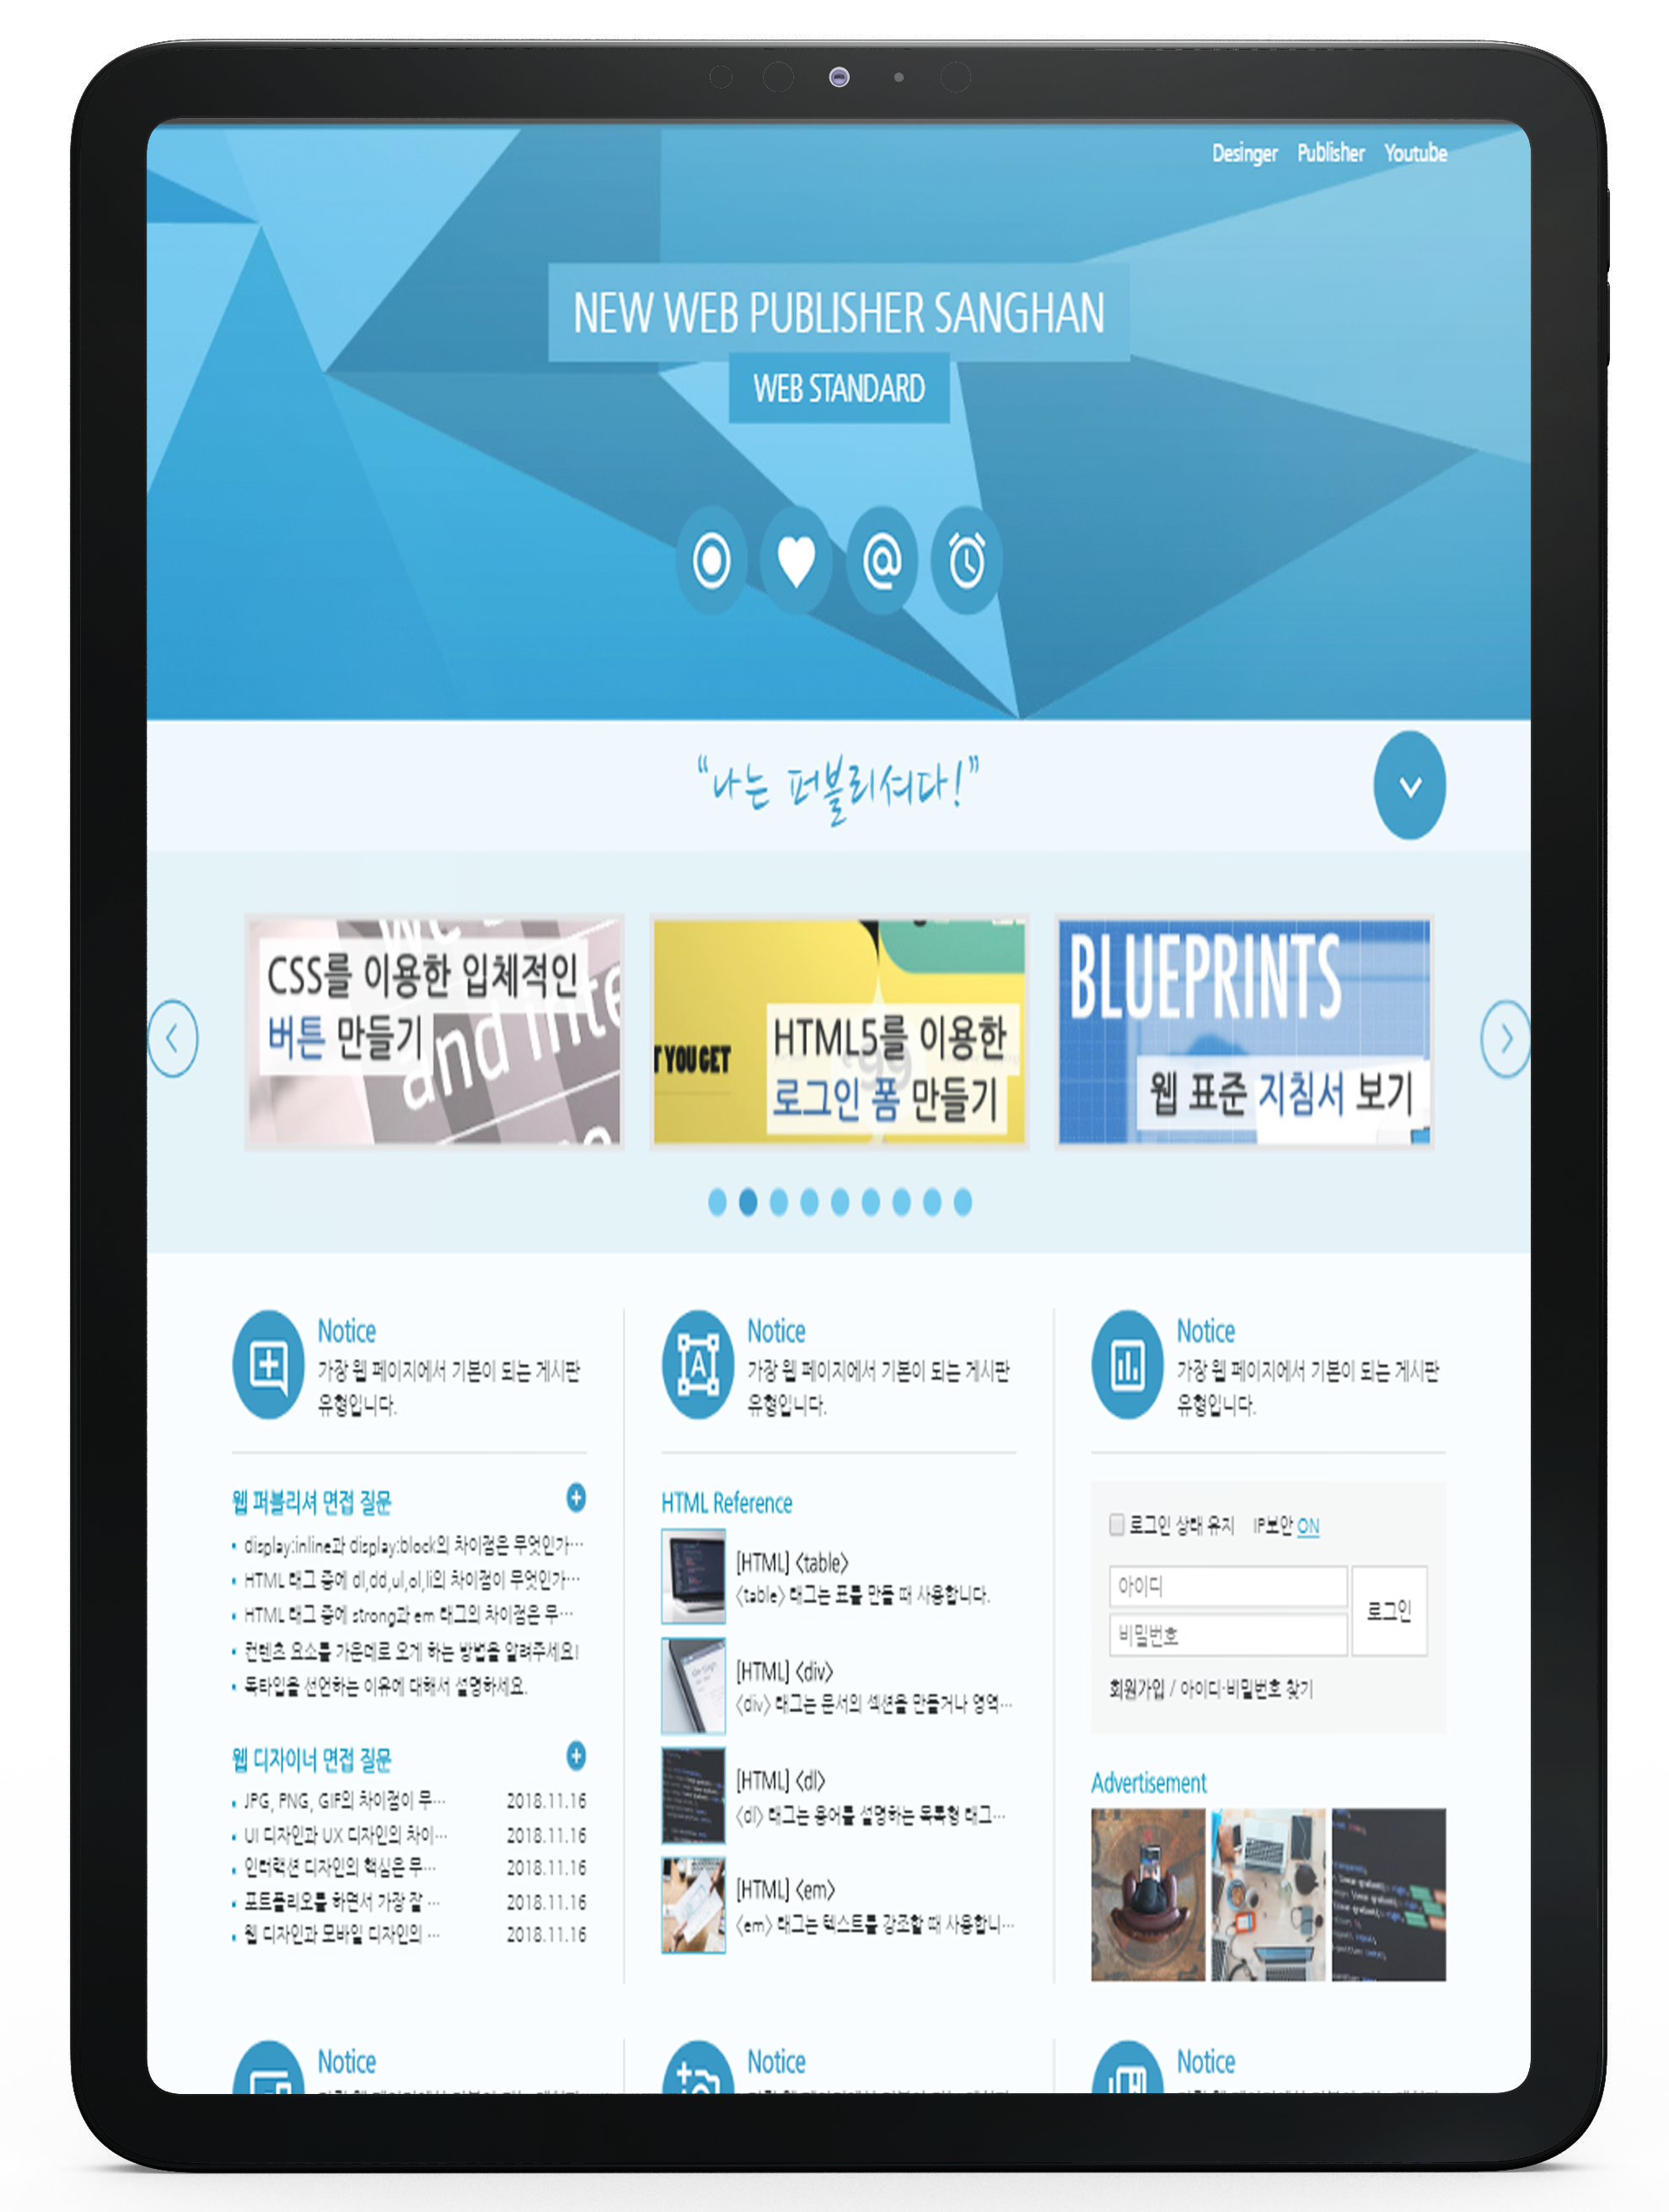 Desinger Publisher Youtube
NEW WEB PUBLISHER SANGHAN
WEB STANDARD
“나는 퍼블리셔다!”
CSS를 이용한 입체적인
버튼 만들기
and inte
T YOU GET
HTML5를 이용한
로그인 폼 만들기
BLUEPRINTS
웹 표준 지침서 보기
Notice
가장 웹 페이지에서 기본이 되는 게시판
유형입니다.
웹 퍼블리셔 면접 질문
display:inline과 display:block의 차이점은 무엇인가…
HTML 태그 중에 dl,dd,ul,ol,li의 차이점이 무엇인가…
HTML 태그 중에 strong과 em 태그의 차이점은 무…
컨텐츠 요소를 가운데로 오게 하는 방법을 알려주세요!
독타입을 선언하는 이유에 대해서 설명하세요.
웹 디자이너 면접 질문
JPG, PNG, GIF의 차이점이 무… 2018.11.16
UI 디자인과 UX 디자인의 차이… 2018.11.16
인터랙션 디자인의 핵심은 무… 2018.11.16
포트폴리오를 하면서 가장 잘 … 2018.11.16
웹 디자인과 모바일 디자인의 … 2018.11.16
Notice
가장 웹 페이지에서 기본이 되는 게시판
유형입니다.
HTML Reference
[HTML] <table>
<table> 태그는 표를 만들 때 사용합니다.
[HTML] <div>
<div> 태그는 문서의 섹션을 만들거나 영역…
[HTML] <dl>
<dl> 태그는 용어를 설명하는 목록형 태그…
[HTML] <em>
<em> 태그는 텍스트를 강조할 때 사용합니…
Notice
가장 웹 페이지에서 기본이 되는 게시판
유형입니다.
로그인 상태 유지 IP보안 ON
아이디
비밀번호
로그인
회원가입 / 아이디·비밀번호 찾기
Advertisement
Notice
Notice
Notice